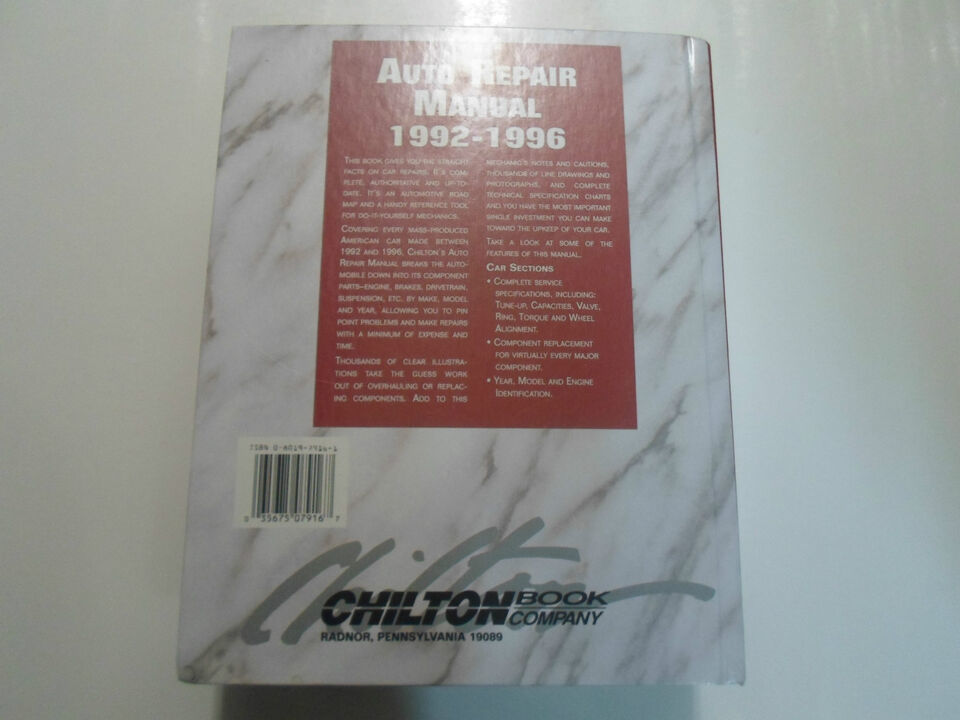 AUTO REPAIR
MANUAL
1992-1996
THIS BOOK GIVES YOU THE STRAIGHT
FACTS ON CAR REPAIRS. IT'S COM-
PLETE, AUTHORITATIVE AND UP-TO-
DATE. IT'S AN AUTOMOTIVE ROAD
MAP AND A HANDY REFERENCE TOOL
FOR DO-IT-YOURSELF MECHANICS.
COVERING EVERY MASS-PRODUCED
AMERICAN CAR MADE BETWEEN
1992 AND 1996, CHILTON'S AUTO
REPAIR MANUAL BREAKS THE AUTO-
MOBILE DOWN INTO ITS COMPONENT
PARTS–ENGINE, BRAKES, DRIVETRAIN,
SUSPENSION, ETC. BY MAKE, MODEL
AND YEAR, ALLOWING YOU TO PIN
POINT PROBLEMS AND MAKE REPAIRS
WITH A MINIMUM OF EXPENSE AND
TIME.
THOUSANDS OF CLEAR ILLUSTRA-
TIONS TAKE THE GUESS WORK
OUT OF OVERHAULING OR REPLAC-
ING COMPONENTS. ADD TO THIS
MECHANIC'S NOTES AND CAUTIONS,
THOUSANDS OF LINE DRAWINGS AND
PHOTOGRAPHS, AND COMPLETE
TECHNICAL SPECIFICATION CHARTS
AND YOU HAVE THE MOST IMPORTANT
SINGLE INVESTMENT YOU CAN MAKE
TOWARD THE UPKEEP OF YOUR CAR.
TAKE A LOOK AT SOME OF THE
FEATURES OF THIS MANUAL.
CAR SECTIONS
• COMPLETE SERVICE
SPECIFICATIONS, INCLUDING:
TUNE-UP, CAPACITIES, VALVE,
RING, TORQUE AND WHEEL
ALIGNMENT.
• COMPONENT REPLACEMENT
FOR VIRTUALLY EVERY MAJOR
COMPONENT.
• YEAR, MODEL AND ENGINE
IDENTIFICATION.
ISBN 0-8019-7916-1
0 35675 07916 7
Chilton
CHILTON BOOK COMPANY
RADNOR, PENNSYLVANIA 19089